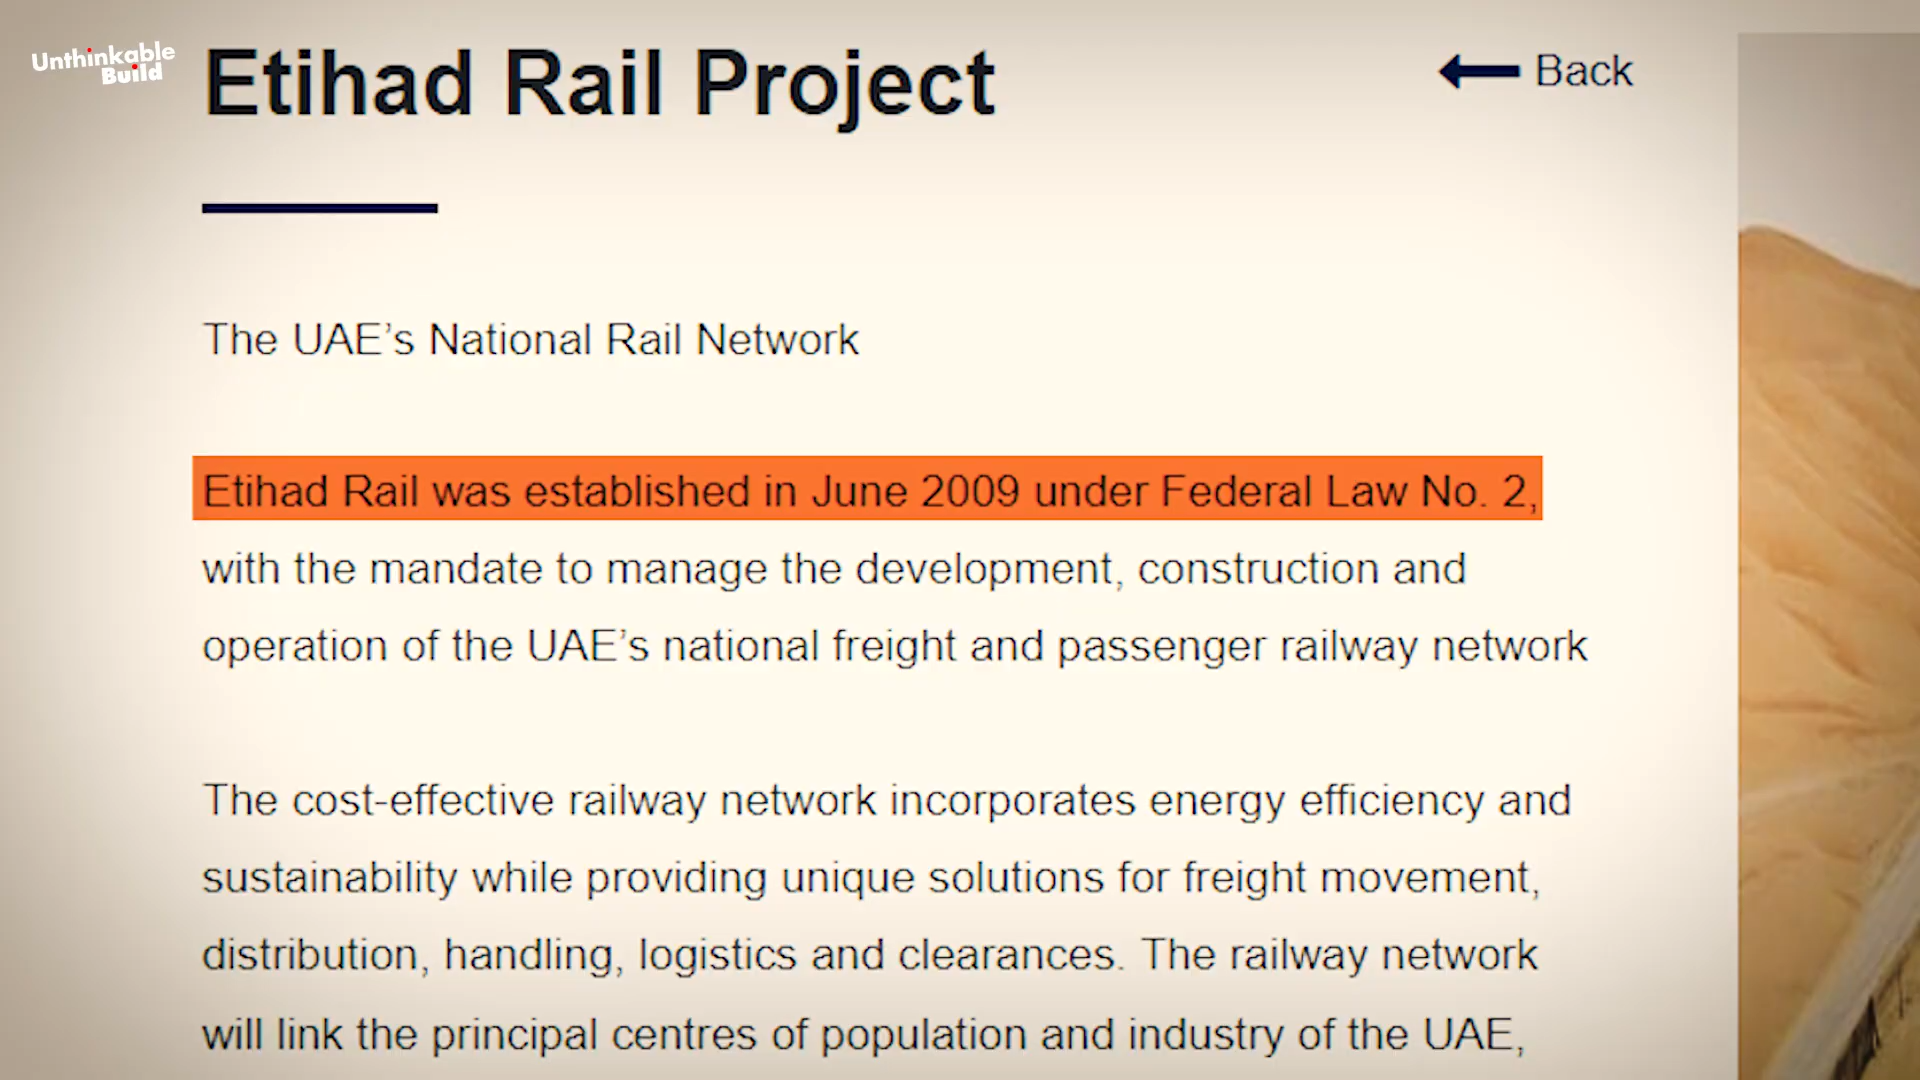 Unthinkable
Build
Etihad Rail Project
Back
The UAE’s National Rail Network
Etihad Rail was established in June 2009 under Federal Law No. 2,
with the mandate to manage the development, construction and
operation of the UAE’s national freight and passenger railway network
The cost-effective railway network incorporates energy efficiency and
sustainability while providing unique solutions for freight movement,
distribution, handling, logistics and clearances. The railway network
will link the principal centres of population and industry of the UAE,